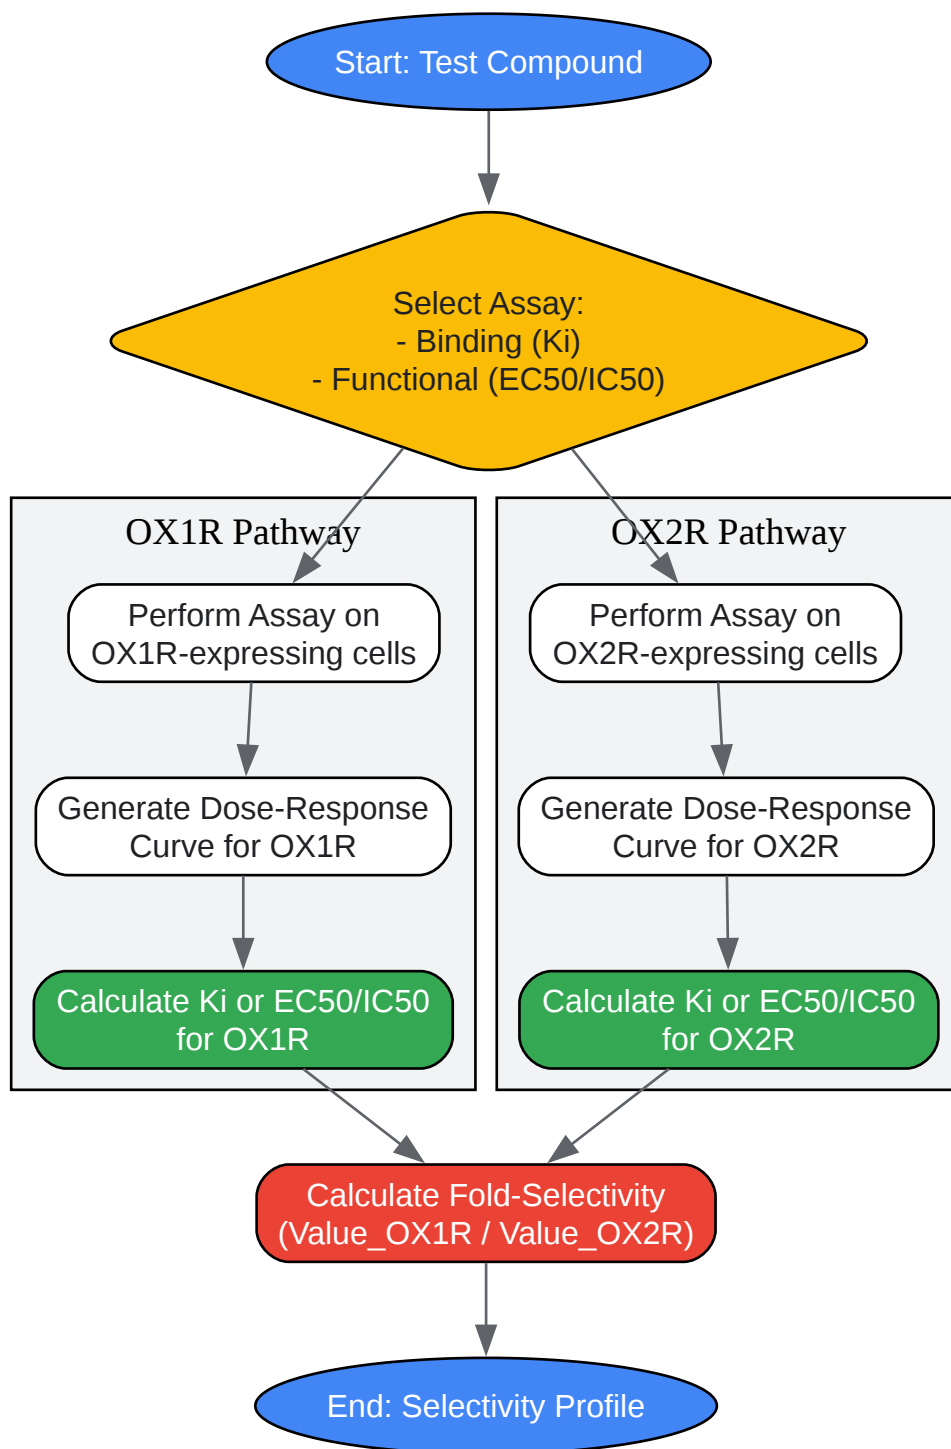 Start: Test Compound
Select Assay:
- Binding (Ki)
- Functional (EC50/IC50)
OX1R Pathway
Perform Assay on
OX1R-expressing cells
Generate Dose-Response
Curve for OX1R
Calculate Ki or EC50/IC50
for OX1R
OX2R Pathway
Perform Assay on
OX2R-expressing cells
Generate Dose-Response
Curve for OX2R
Calculate Ki or EC50/IC50
for OX2R
Calculate Fold-Selectivity
(Value_OX1R / Value_OX2R)
End: Selectivity Profile